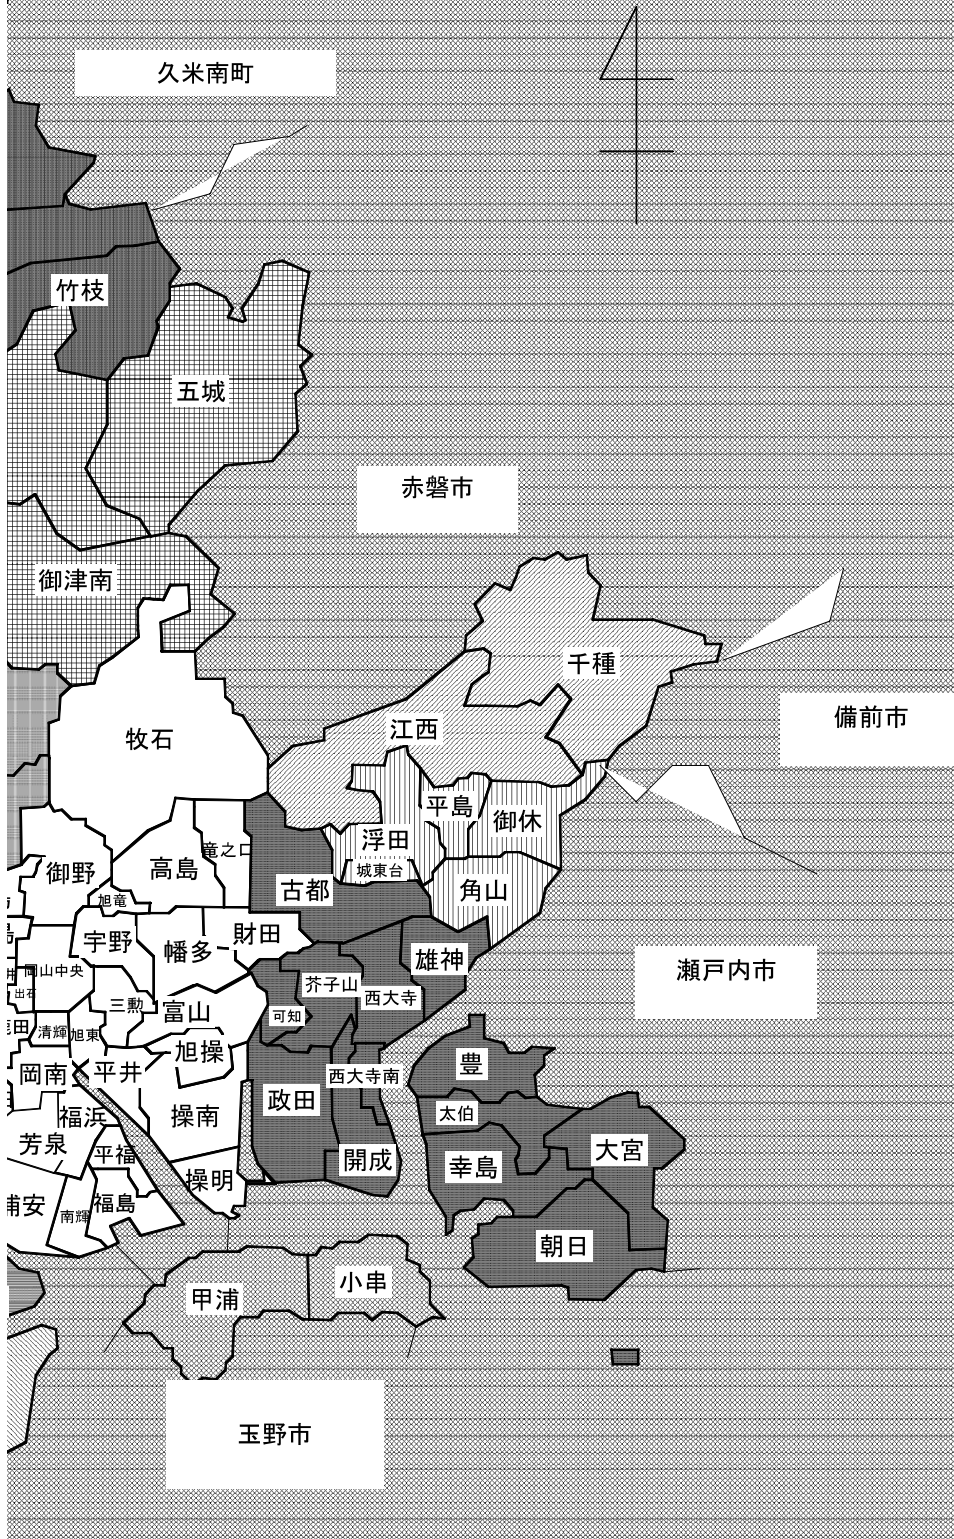 久米南町
竹枝
五城
赤磐市
御津南
千種
備前市
江西
牧石
平島
御休
浮田
竜之口
高島
御野
城東台
古都
角山
旭竜
財田
宇野
幡多
雄神
瀬戸内市
岡山中央
芥子山
出石
西大寺
三勲
富山
可知
清輝
旭東
旭操
豊
岡南
平井
西大寺南
政田
太伯
福浜
操南
芳泉
大宮
平福
開成
幸島
操明
福島
南輝
朝日
小串
甲浦
玉野市